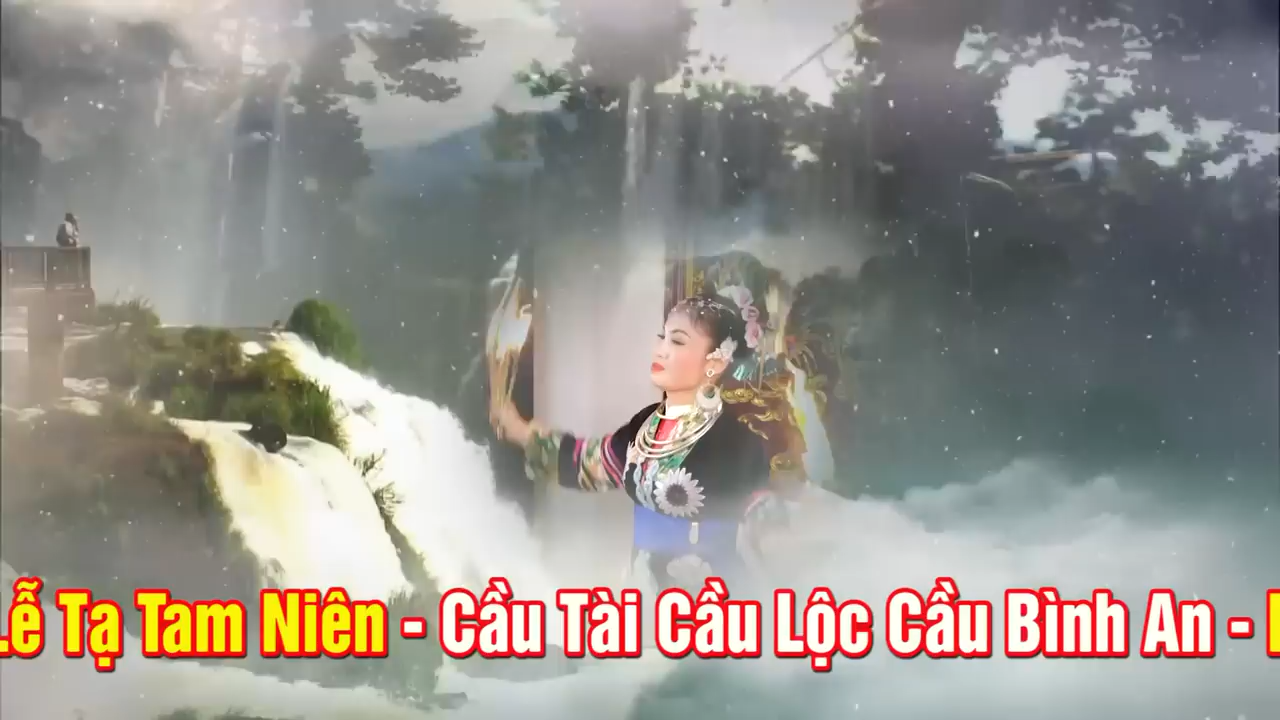 Lễ Tạ Tam Niên - Cầu Tài Cầu Lộc Cầu Bình An -